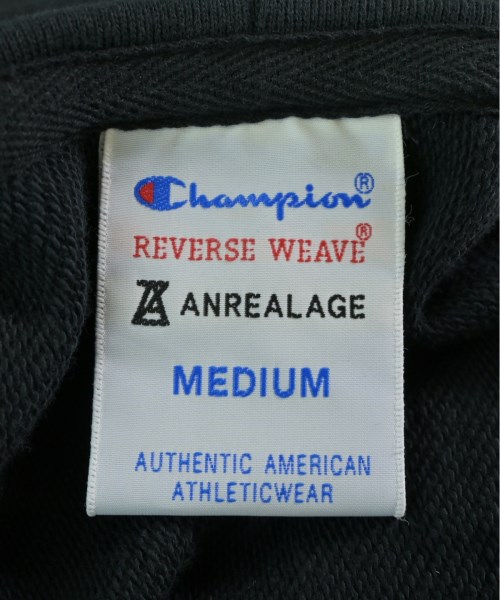 Champion®
REVERSE WEAVE®
ANREALAGE
MEDIUM
AUTHENTIC AMERICAN
ATHLETICWEAR